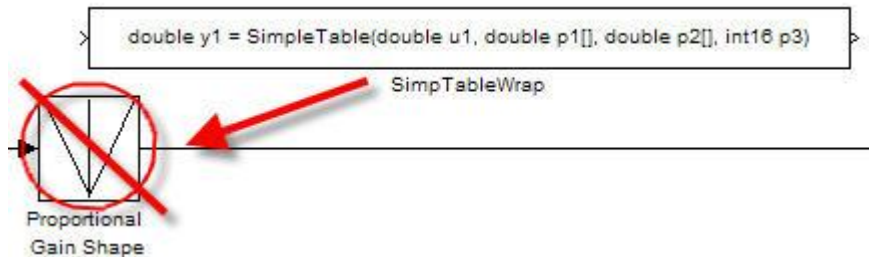 double y1 = SimpleTable(double u1, double p1[], double p2[], int16 p3)
SimpTableWrap
Proportional
Gain Shape